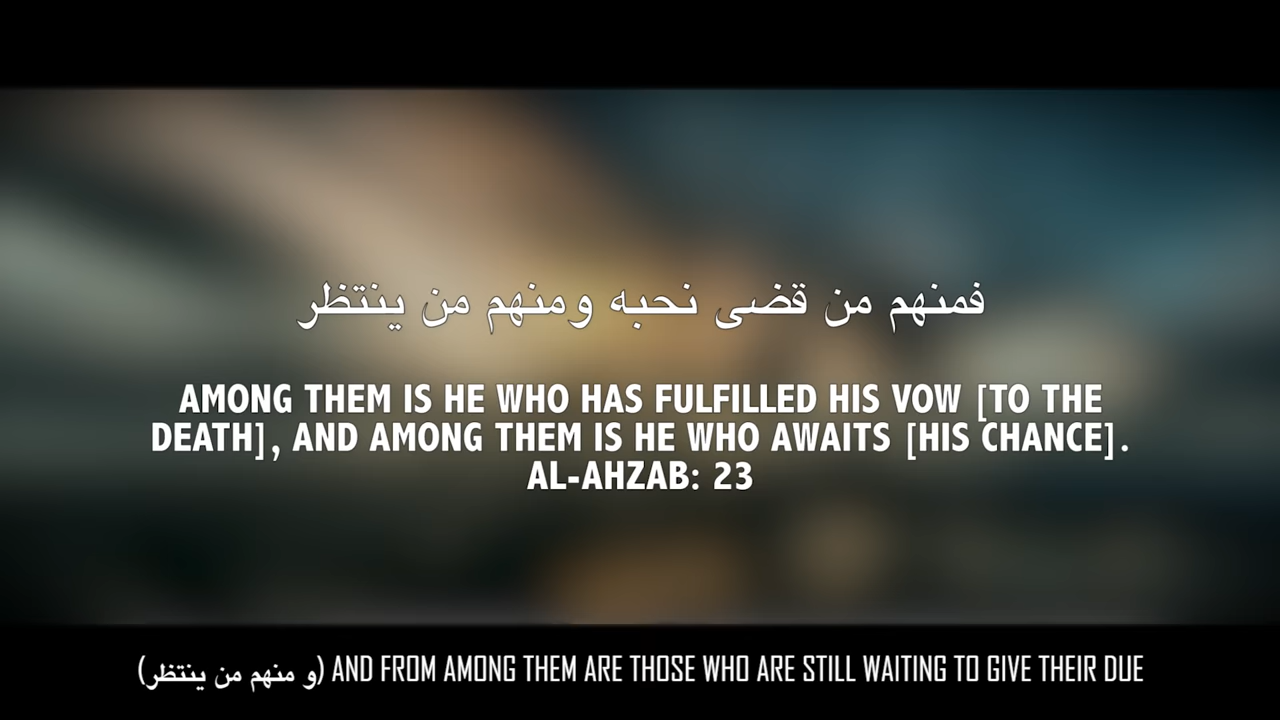 فمنهم من قضى نحبه ومنهم من ينتظر
AMONG THEM IS HE WHO HAS FULFILLED HIS VOW [TO THE
DEATH], AND AMONG THEM IS HE WHO AWAITS [HIS CHANCE].
AL-AHZAB: 23
(و منهم من ينتظر) AND FROM AMONG THEM ARE THOSE WHO ARE STILL WAITING TO GIVE THEIR DUE